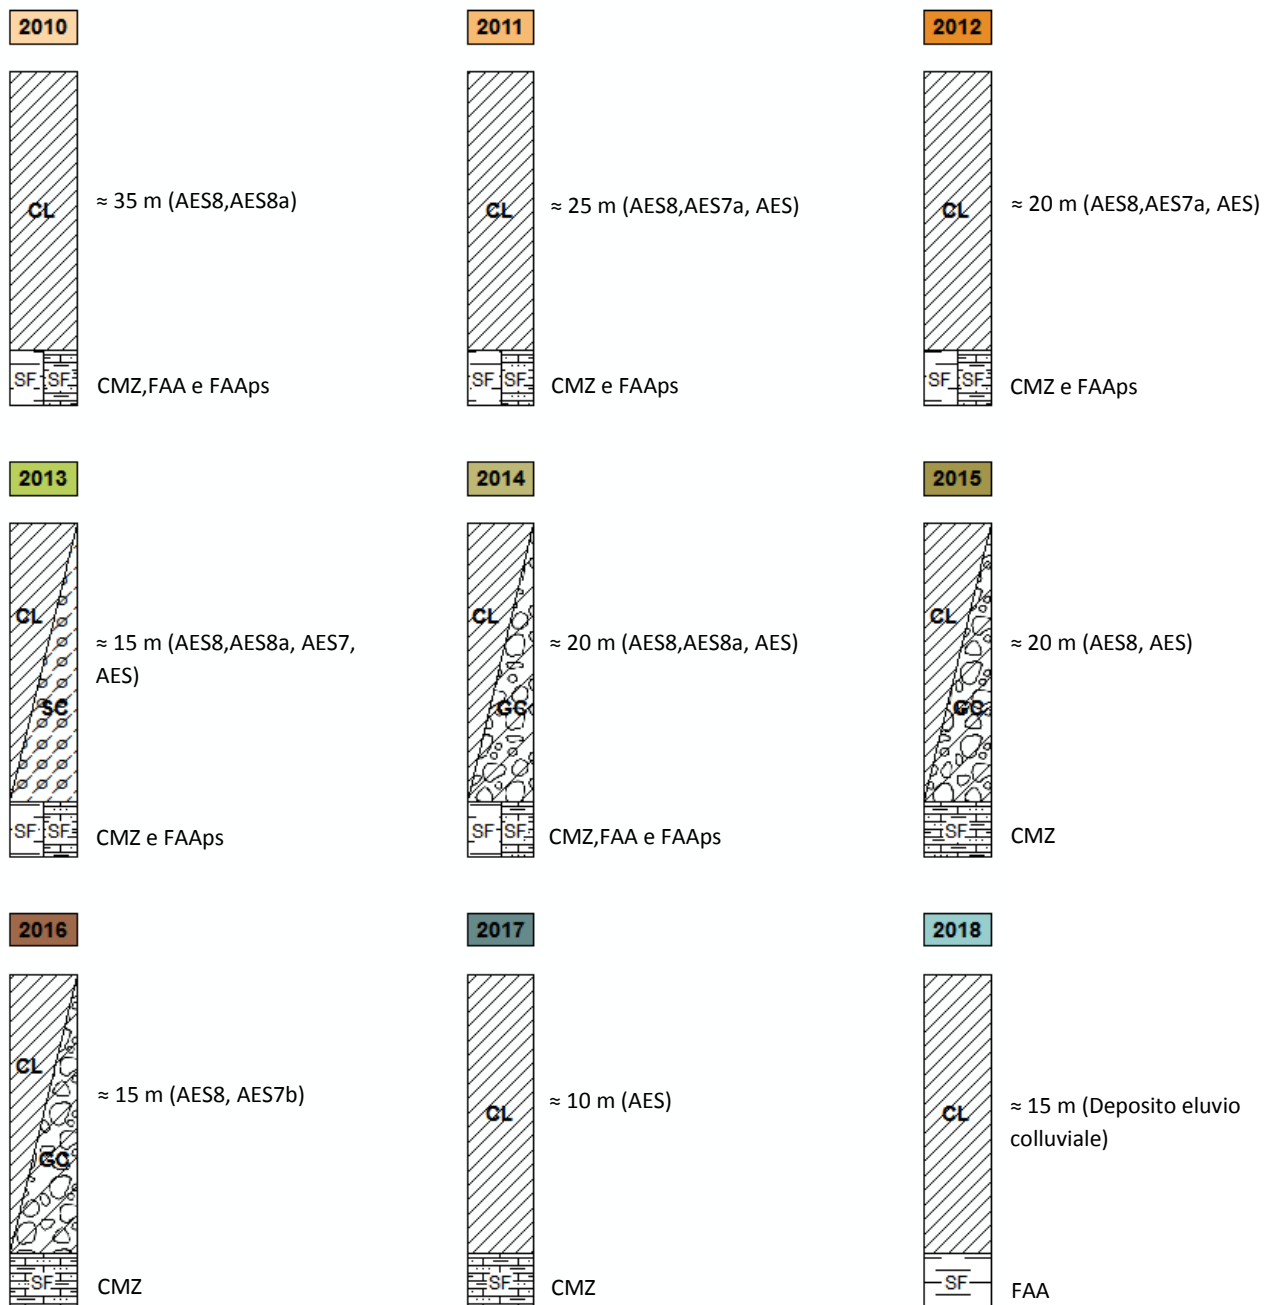 2010
2011
2012
CL
≈ 35 m (AES8,AES8a)
CL
≈ 25 m (AES8,AES7a, AES)
CL
≈ 20 m (AES8,AES7a, AES)
SF SF
CMZ,FAA e FAAps
SF SF
CMZ e FAAps
SF SF
CMZ e FAAps
2013
2014
2015
CL
SC
≈ 15 m (AES8,AES8a, AES7,
AES)
CL
GC
≈ 20 m (AES8,AES8a, AES)
CL
GC
≈ 20 m (AES8, AES)
SF SF
CMZ e FAAps
SF SF
CMZ,FAA e FAAps
SF
CMZ
2016
2017
2018
CL
GC
≈ 15 m (AES8, AES7b)
CL
≈ 10 m (AES)
CL
≈ 15 m (Deposito eluvio
colluviale)
SF
CMZ
SF
CMZ
SF
FAA